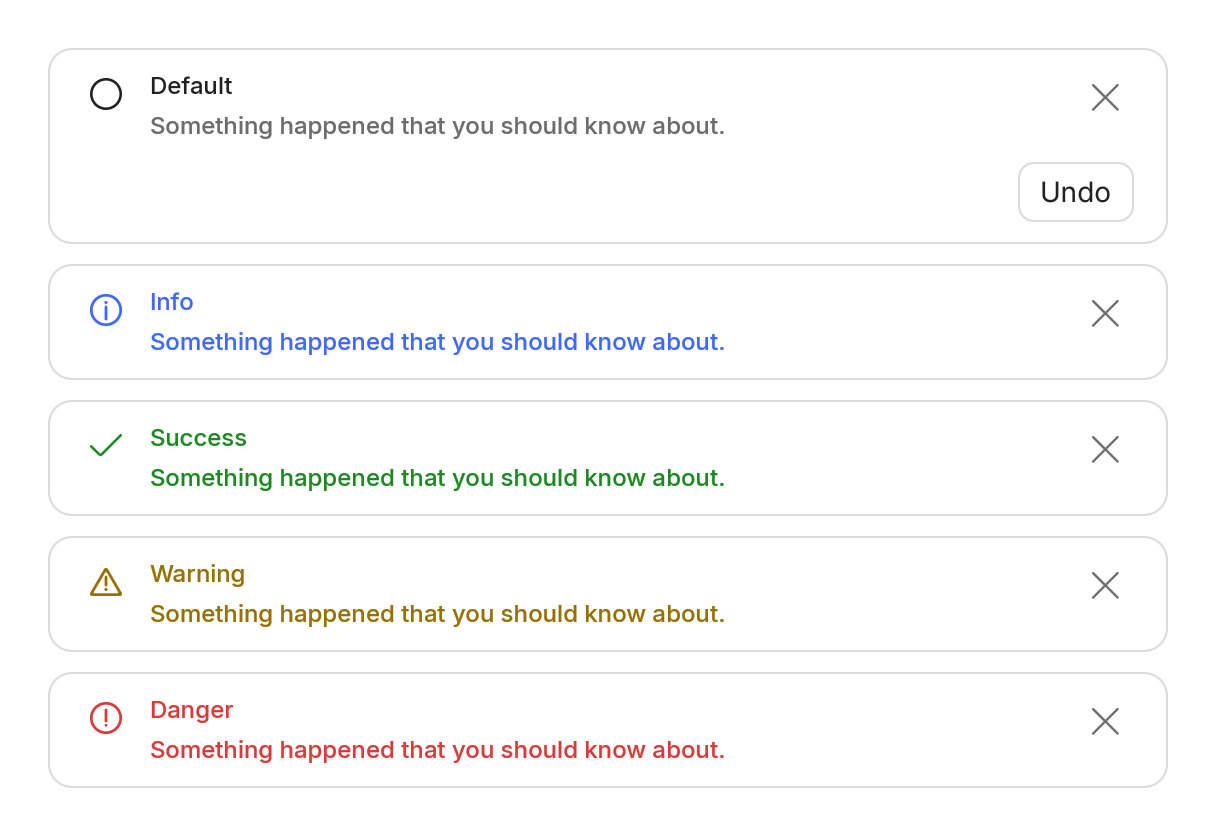 Default
Something happened that you should know about.
Undo
Info
Something happened that you should know about.
Success
Something happened that you should know about.
Warning
Something happened that you should know about.
Danger
Something happened that you should know about.